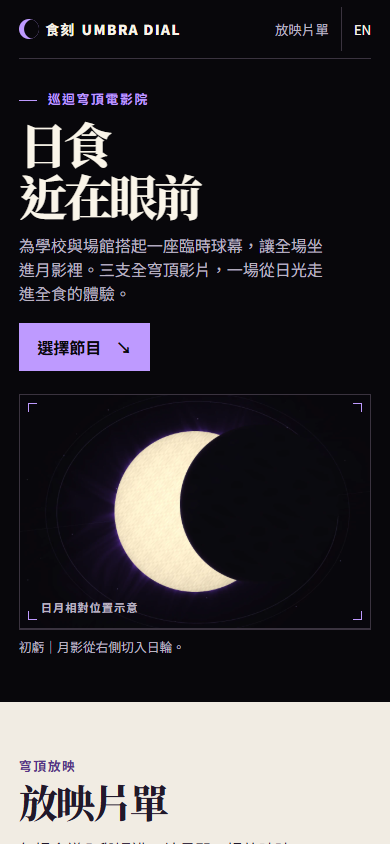 食刻 UMBRA DIAL
放映片單
EN
巡迴穹頂電影院
日食
近在眼前
為學校與場館搭起一座臨時球幕，讓全場坐
進月影裡。三支全穹頂影片，一場從日光走
進全食的體驗。
選擇節目 ↘
日月相對位置示意
初虧｜月影從右側切入日輪。
穹頂放映
放映片單